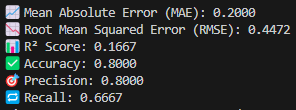 📈 Mean Absolute Error (MAE): 0.2000
📉 Root Mean Squared Error (RMSE): 0.4472
📊 R² Score: 0.1667
✅ Accuracy: 0.8000
🎯 Precision: 0.8000
🔁 Recall: 0.6667